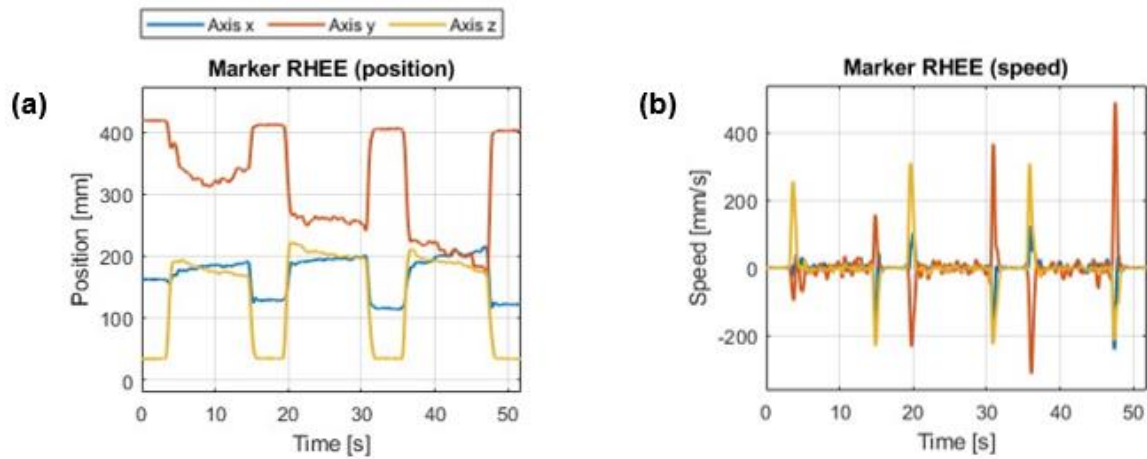 Axis x Axis y Axis z
(a)
Marker RHEE (position)
Position [mm]
400
300
200
100
0
0 10 20 30 40 50
Time [s]
(b)
Marker RHEE (speed)
Speed [mm/s]
400
200
0
-200
0 10 20 30 40 50
Time [s]